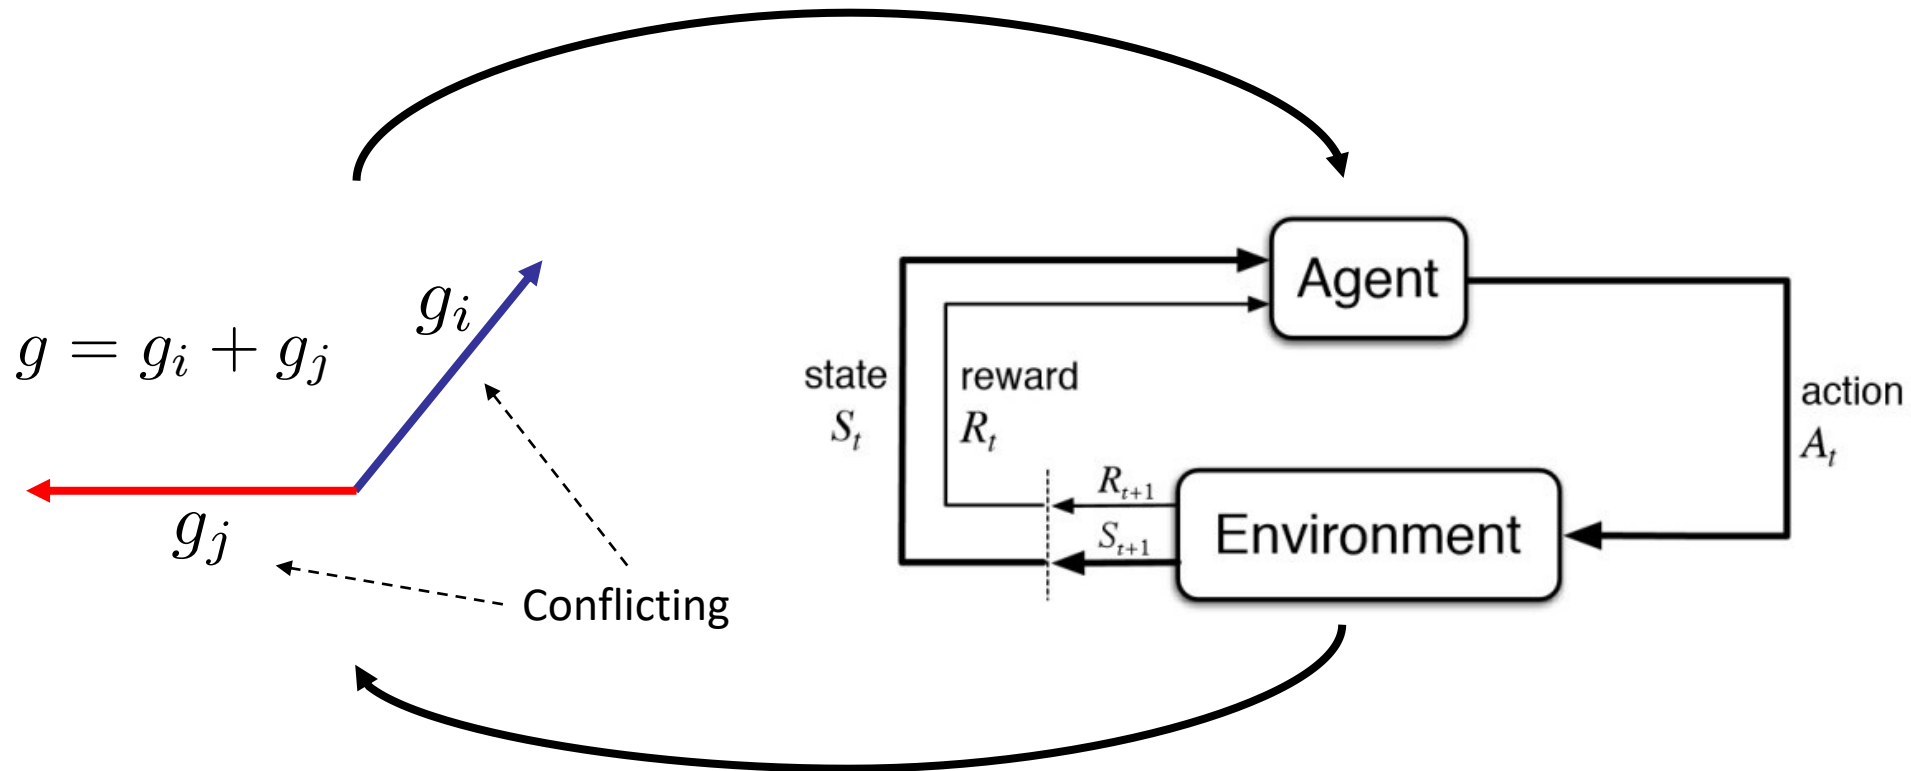 g = g_i + g_j
g_i
g_j
Conflicting
Agent
state
S_t
reward
R_t
action
A_t
R_{t+1}
S_{t+1}
Environment